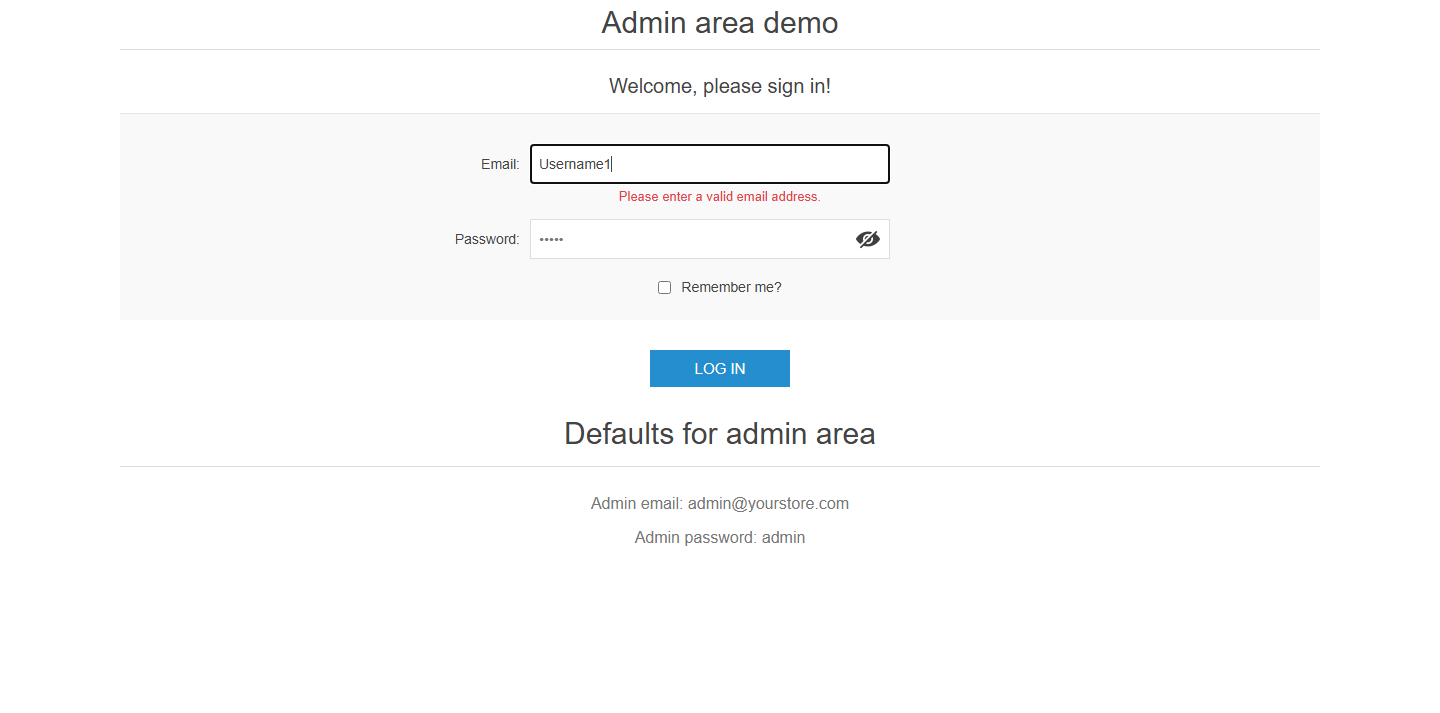 Admin area demo
Welcome, please sign in!
Email: Username1
Please enter a valid email address.
Password: •••••
Remember me?
LOG IN
Defaults for admin area
Admin email: admin@yourstore.com
Admin password: admin